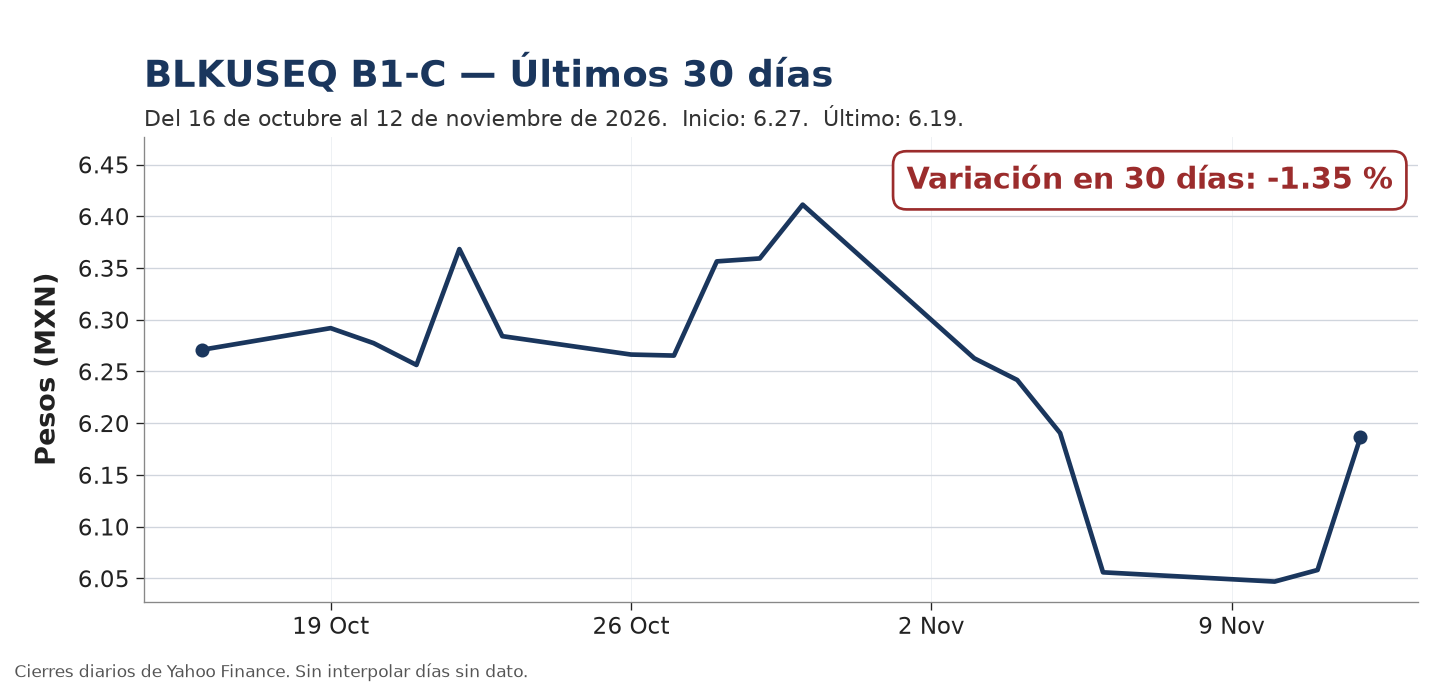 BLKUSEQ B1-C — Últimos 30 días
Del 16 de octubre al 12 de noviembre de 2026.  Inicio: 6.27.  Último: 6.19.
Variación en 30 días: -1.35 %
Pesos (MXN)
6.45
6.40
6.35
6.30
6.25
6.20
6.15
6.10
6.05
19 Oct
26 Oct
2 Nov
9 Nov
Cierres diarios de Yahoo Finance. Sin interpolar días sin dato.